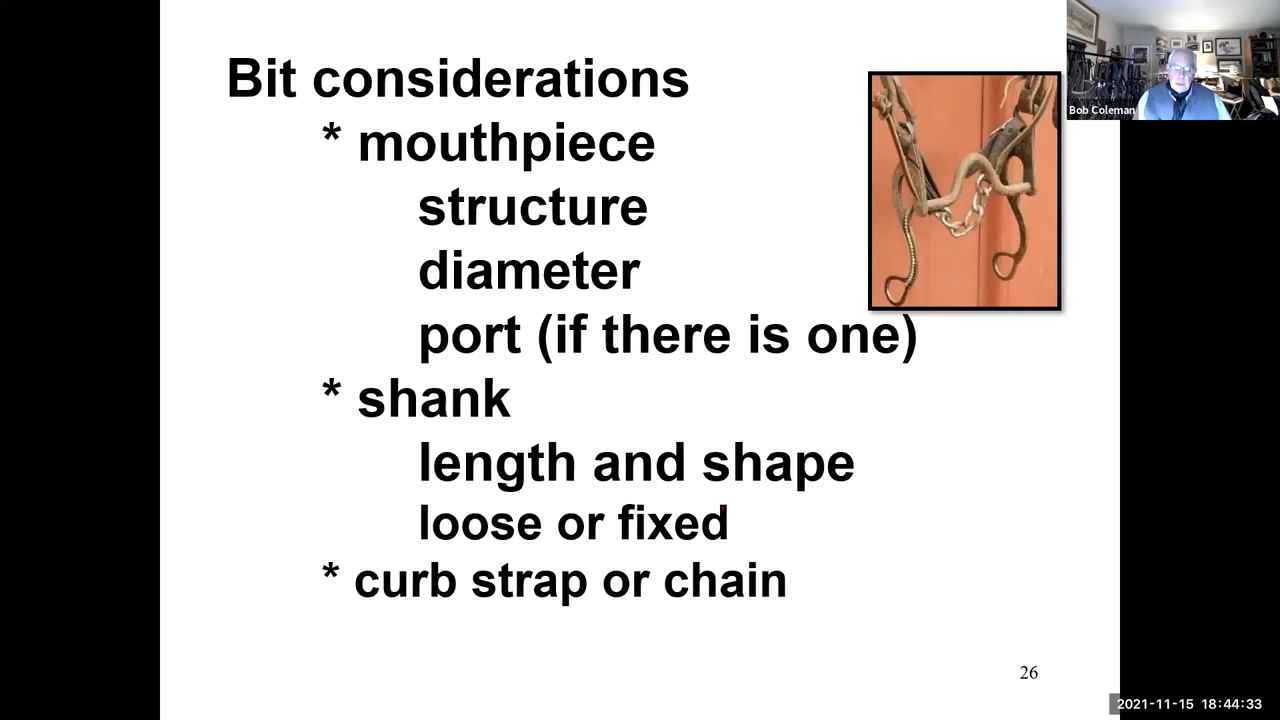 Bit considerations
* mouthpiece
structure
diameter
port (if there is one)
* shank
length and shape
loose or fixed
* curb strap or chain
26
Bob Coleman
2021-11-15 18:44:33